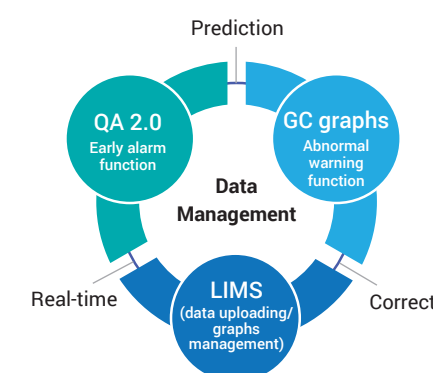 Prediction
QA 2.0
Early alarm
function
GC graphs
Abnormal
warning
function
Data
Management
Real-time
LIMS
(data uploading/
graphs
management)
Correct